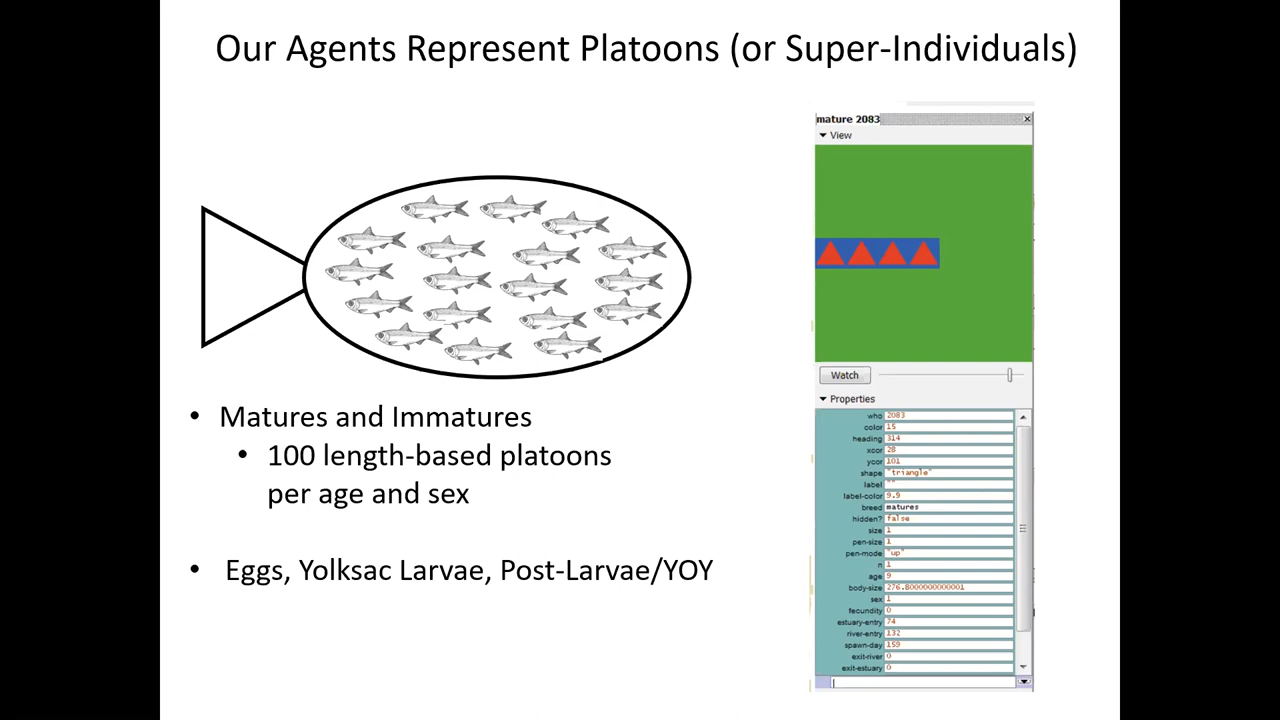 Our Agents Represent Platoons (or Super-Individuals)
• Matures and Immatures
• 100 length-based platoons
per age and sex
• Eggs, Yolksac Larvae, Post-Larvae/YOY
mature 2083
View
Watch
Properties
who 2083
color 15
heading 314
xcor 28
ycor 101
shape "triangle"
label ""
label-color 9.9
breed matures
hidden? false
size 1
pen-size 1
pen-mode "up"
n 1
age 9
body-size 276.8000000000001
sex 1
fecundity 0
estuary-entry 74
river-entry 132
spawn-day 159
exit-river 0
exit-estuary 0